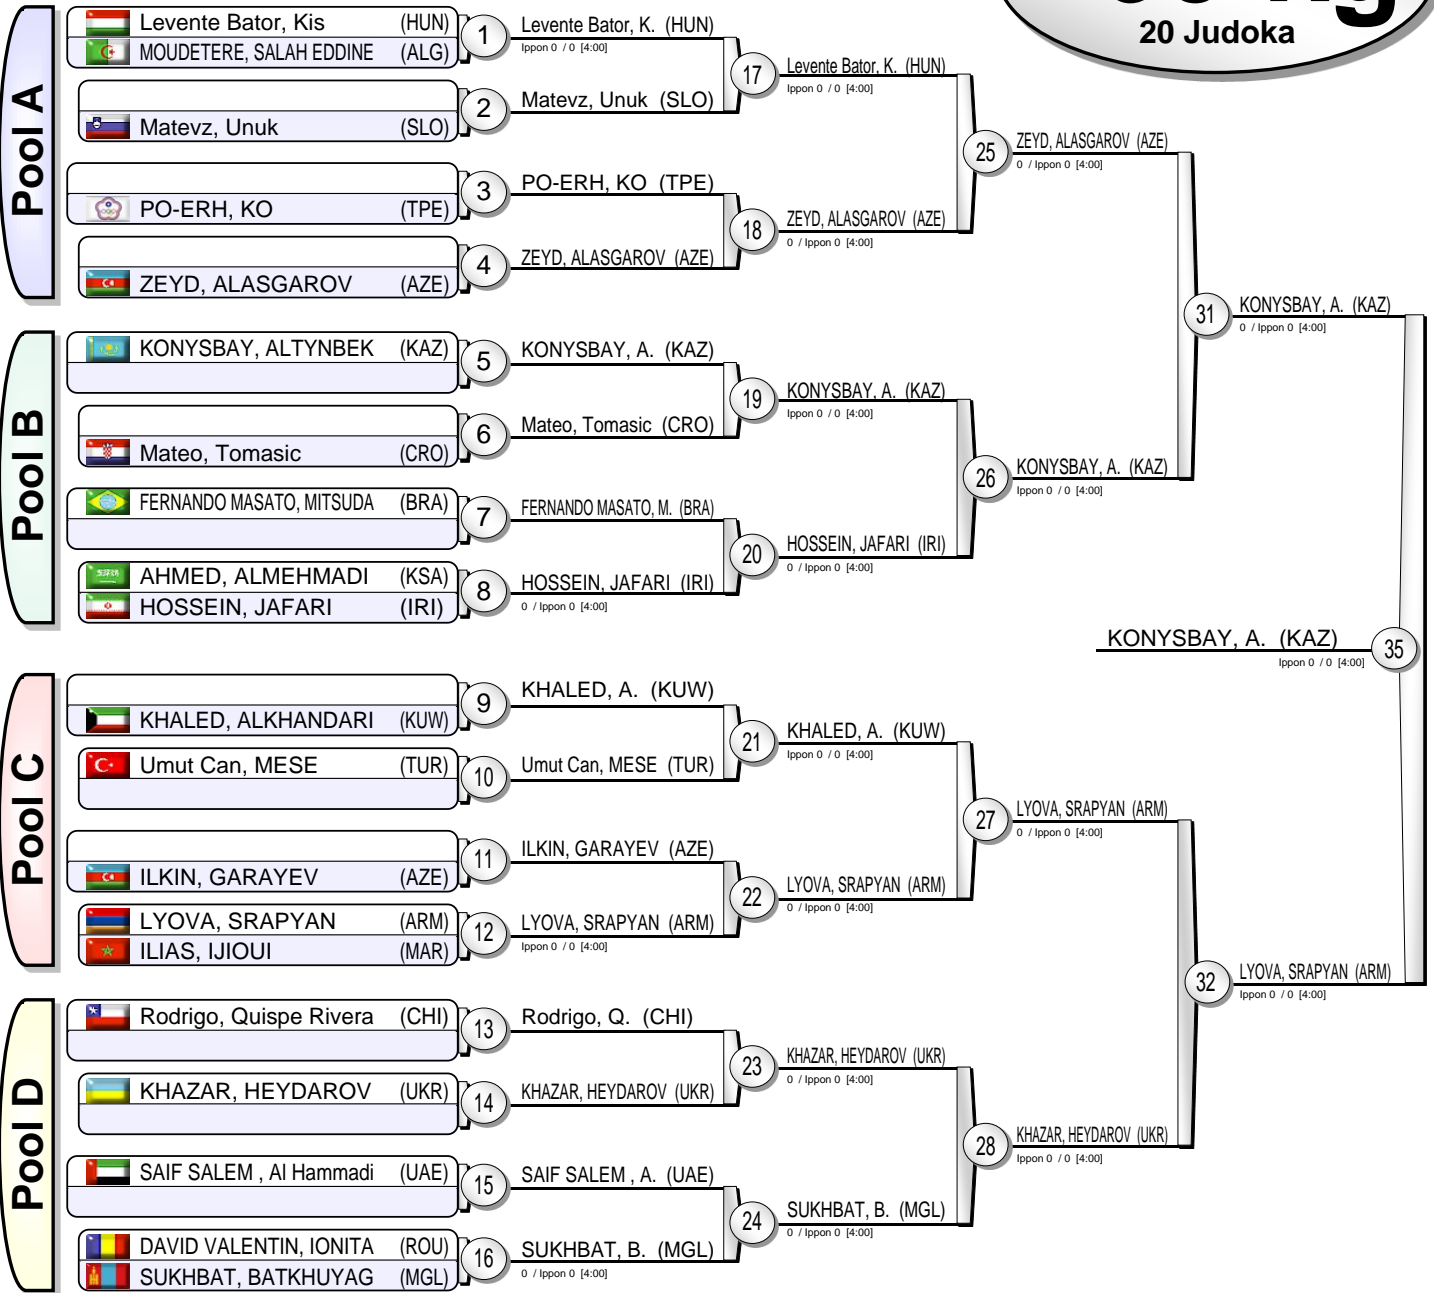 20 Judoka
Pool A
Levente Bator, Kis (HUN)
MOUDETERE, SALAH EDDINE (ALG)
1
Levente Bator, K. (HUN)
Ippon 0 / 0 [4:00]
Matevz, Unuk (SLO)
2
Matevz, Unuk (SLO)
17
Levente Bator, K. (HUN)
Ippon 0 / 0 [4:00]
PO-ERH, KO (TPE)
3
PO-ERH, KO (TPE)
ZEYD, ALASGAROV (AZE)
4
ZEYD, ALASGAROV (AZE)
18
ZEYD, ALASGAROV (AZE)
0 / Ippon 0 [4:00]
25
ZEYD, ALASGAROV (AZE)
0 / Ippon 0 [4:00]
Pool B
KONYSBAY, ALTYNBEK (KAZ)
5
KONYSBAY, A. (KAZ)
Mateo, Tomasic (CRO)
6
Mateo, Tomasic (CRO)
19
KONYSBAY, A. (KAZ)
Ippon 0 / 0 [4:00]
FERNANDO MASATO, MITSUDA (BRA)
7
FERNANDO MASATO, M. (BRA)
AHMED, ALMEHMADI (KSA)
HOSSEIN, JAFARI (IRI)
8
HOSSEIN, JAFARI (IRI)
0 / Ippon 0 [4:00]
20
HOSSEIN, JAFARI (IRI)
0 / Ippon 0 [4:00]
26
KONYSBAY, A. (KAZ)
Ippon 0 / 0 [4:00]
31
KONYSBAY, A. (KAZ)
0 / Ippon 0 [4:00]
KONYSBAY, A. (KAZ)
Ippon 0 / 0 [4:00]
35
Pool C
KHALED, ALKHANDARI (KUW)
9
KHALED, A. (KUW)
Umut Can, MESE (TUR)
10
Umut Can, MESE (TUR)
21
KHALED, A. (KUW)
Ippon 0 / 0 [4:00]
ILKIN, GARAYEV (AZE)
11
ILKIN, GARAYEV (AZE)
LYOVA, SRAPYAN (ARM)
ILIAS, IJIOUI (MAR)
12
LYOVA, SRAPYAN (ARM)
Ippon 0 / 0 [4:00]
22
LYOVA, SRAPYAN (ARM)
0 / Ippon 0 [4:00]
27
LYOVA, SRAPYAN (ARM)
0 / Ippon 0 [4:00]
Pool D
Rodrigo, Quispe Rivera (CHI)
13
Rodrigo, Q. (CHI)
KHAZAR, HEYDAROV (UKR)
14
KHAZAR, HEYDAROV (UKR)
23
KHAZAR, HEYDAROV (UKR)
0 / Ippon 0 [4:00]
SAIF SALEM , Al Hammadi (UAE)
15
SAIF SALEM , A. (UAE)
DAVID VALENTIN, IONITA (ROU)
SUKHBAT, BATKHUYAG (MGL)
16
SUKHBAT, B. (MGL)
0 / Ippon 0 [4:00]
24
SUKHBAT, B. (MGL)
0 / Ippon 0 [4:00]
28
KHAZAR, HEYDAROV (UKR)
Ippon 0 / 0 [4:00]
32
LYOVA, SRAPYAN (ARM)
Ippon 0 / 0 [4:00]